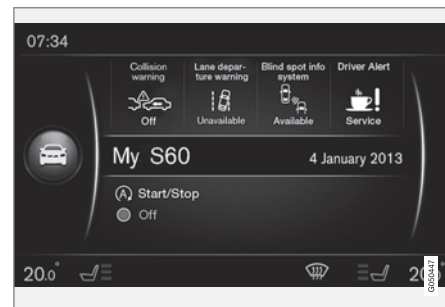 07:34
Collision warning
Off
Lane depar-
ture warning
Unavailable
Blind spot info
system
Available
Driver Alert
Service
My S60
4 January 2013
A Start/Stop
Off
20.0°
20
G050447